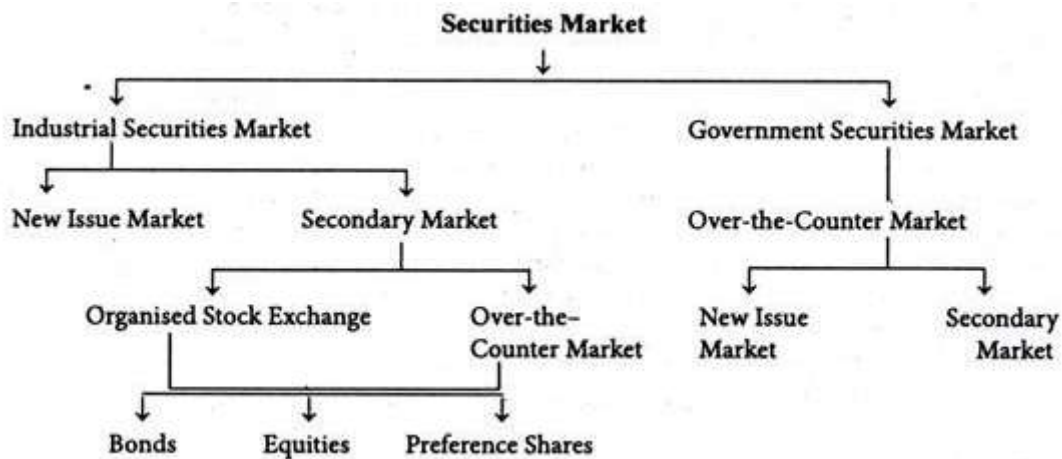 Securities Market
Industrial Securities Market
Government Securities Market
New Issue Market
Secondary Market
Over-the-Counter Market
Organised Stock Exchange
Over-the–
Counter Market
New Issue
Market
Secondary
Market
Bonds
Equities
Preference Shares